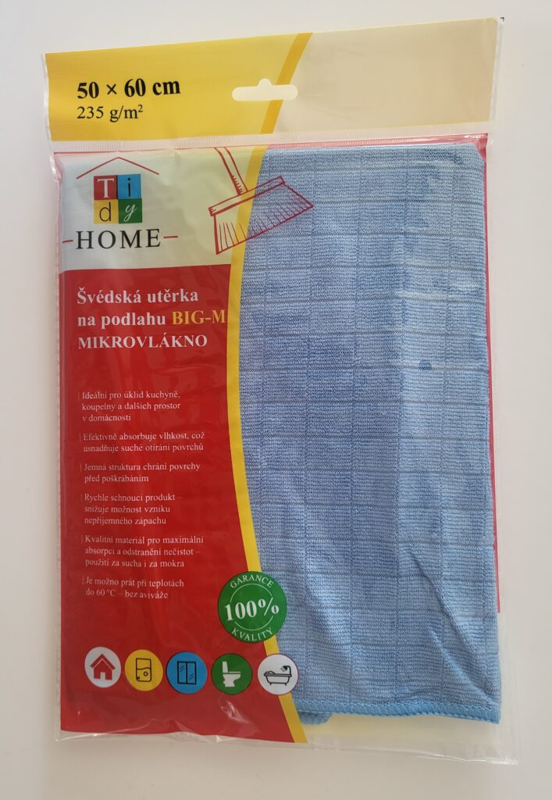 50 × 60 cm
235 g/m²
Tidy
HOME
Švédská utěrka
na podlahu BIG-M
MIKROVLÁKNO
Ideální pro úklid kuchyně,
koupelny a dalších prostor
v domácnosti
Efektivně absorbuje vlhkost, což
usnadňuje suché otírání povrchů
Jemná struktura chrání povrchy
před poškrábáním
Rychle schnoucí produkt –
snižuje možnost vzniku
nepříjemného zápachu
Kvalitní materiál pro maximální
absorpci a odstranění nečistot –
použití za sucha i za mokra
Je možno prát při teplotách
do 60 °C – bez aviváže
GARANCE
100%
KVALITY